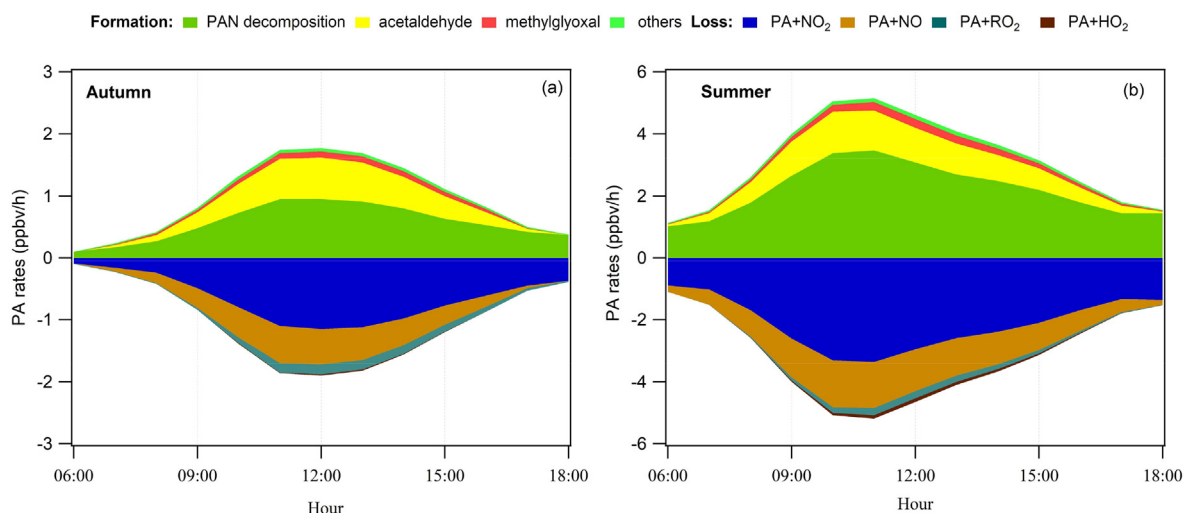 Formation: PAN decomposition acetaldehyde methylglyoxal others Loss: PA+NO₂ PA+NO PA+RO₂ PA+HO₂
Autumn
(a)
PA rates (ppbv/h)
3
2
1
0
-1
-2
-3
06:00 09:00 12:00 15:00 18:00
Hour
Summer
(b)
PA rates (ppbv/h)
6
4
2
0
-2
-4
-6
06:00 09:00 12:00 15:00 18:00
Hour